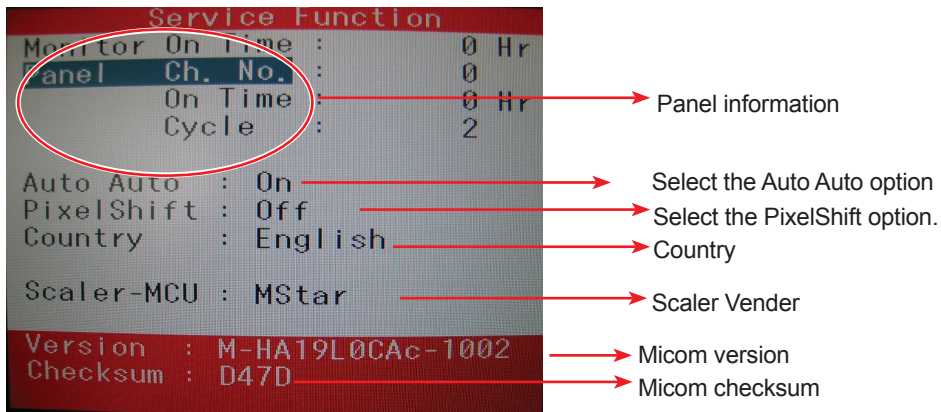 Service Function
Monitor On Time : 0 Hr
Panel Ch. No. : 0
On Time : 0 Hr
Cycle : 2
Panel information
Auto Auto : On
Select the Auto Auto option
PixelShift : Off
Select the PixelShift option.
Country : English
Country
Scaler-MCU : MStar
Scaler Vender
Version : M-HA19L0CAc-1002
Micom version
Checksum : D47D
Micom checksum